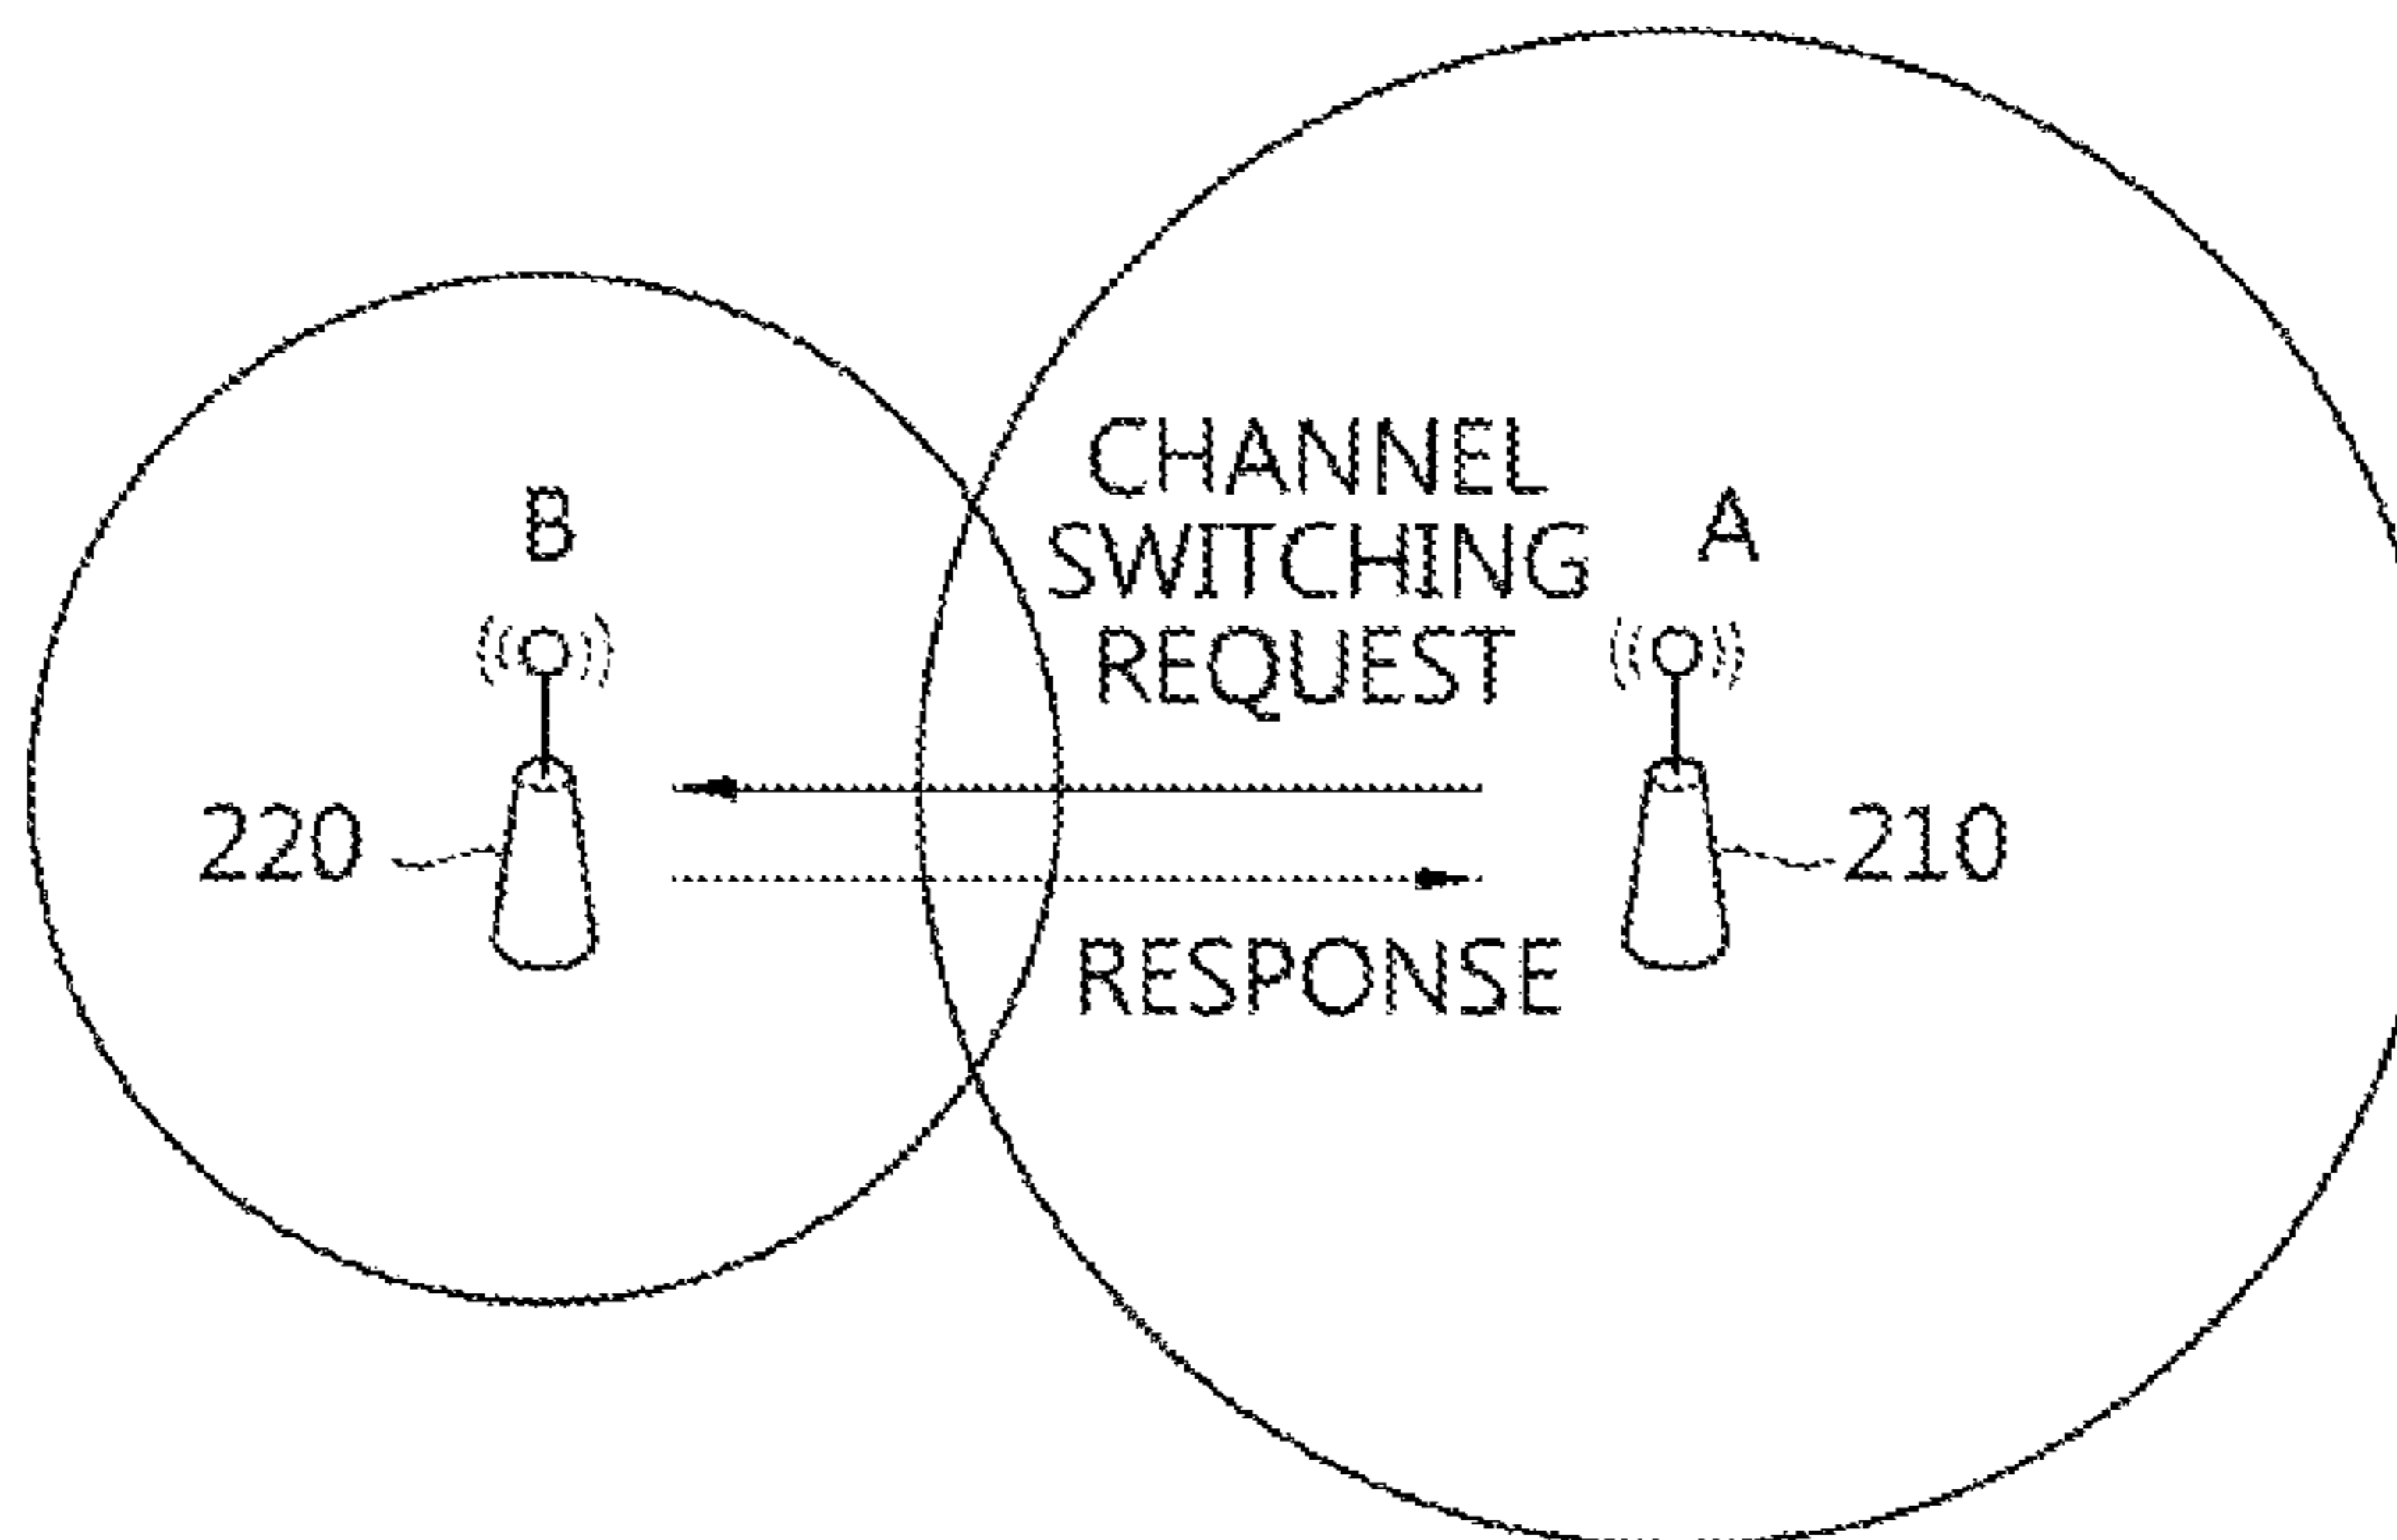 B
CHANNEL
SWITCHING
REQUEST
A
220
210
RESPONSE